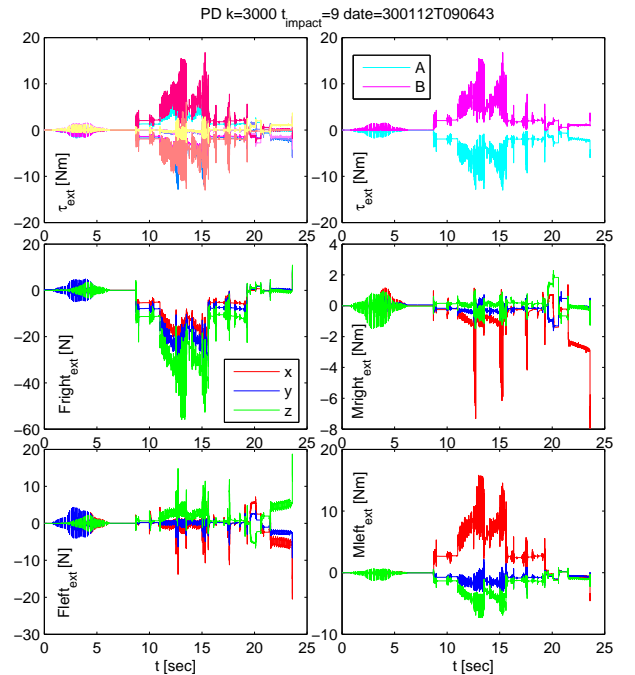 PD k=3000 t_impact=9 date=300112T090643
20
10
0
−10
−20
0 5 10 15 20 25
τ_ext [Nm]
20
10
0
−10
−20
0 5 10 15 20 25
τ_ext [Nm]
A
B
20
0
−20
−40
−60
0 5 10 15 20 25
Fright_ext [N]
x
y
z
4
2
0
−2
−4
−6
−8
0 5 10 15 20 25
Mright_ext [Nm]
20
10
0
−10
−20
−30
0 5 10 15 20 25
Fleft_ext [N]
t [sec]
20
10
0
−10
0 5 10 15 20 25
Mleft_ext [Nm]
t [sec]